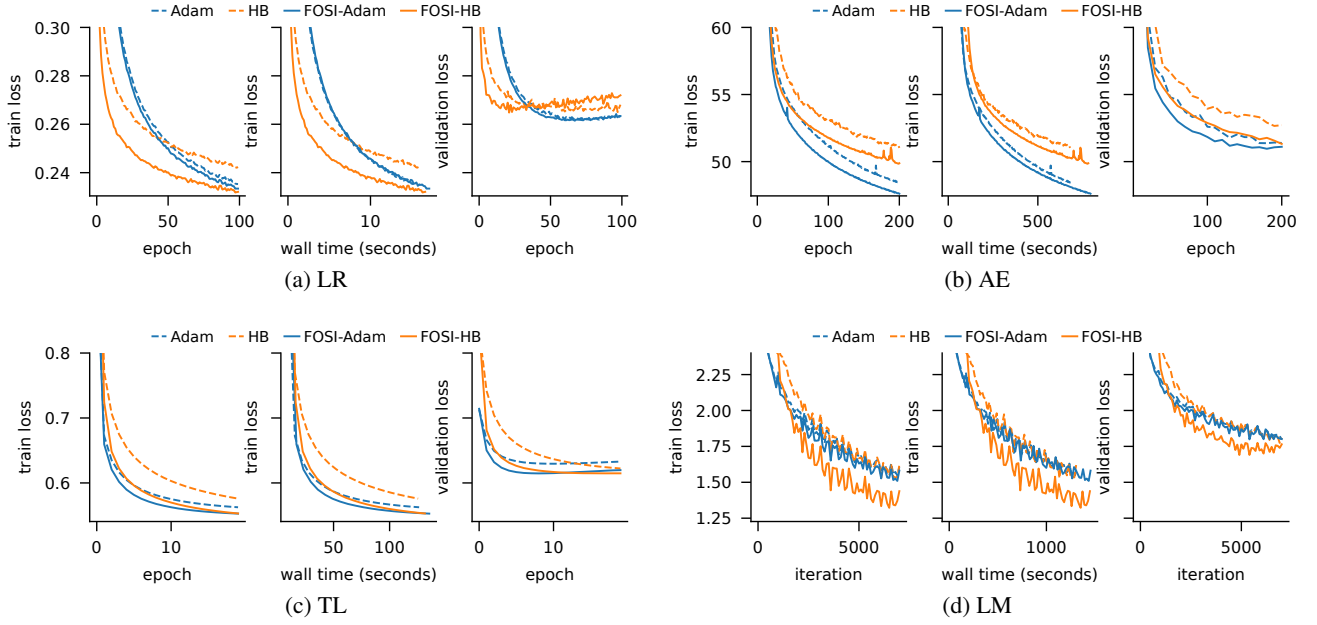 Adam HB FOSI-Adam FOSI-HB
0.30
0.28
0.26
0.24
train loss
0 50 100
epoch
train loss
0 10
wall time (seconds)
validation loss
0 50 100
epoch
(a) LR
Adam HB FOSI-Adam FOSI-HB
60
55
50
train loss
0 100 200
epoch
train loss
0 500
wall time (seconds)
validation loss
100 200
epoch
(b) AE
Adam HB FOSI-Adam FOSI-HB
0.8
0.7
0.6
train loss
0 10
epoch
train loss
50 100
wall time (seconds)
validation loss
0 10
epoch
(c) TL
Adam HB FOSI-Adam FOSI-HB
2.25
2.00
1.75
1.50
1.25
train loss
0 5000
iteration
train loss
0 1000
wall time (seconds)
validation loss
0 5000
iteration
(d) LM